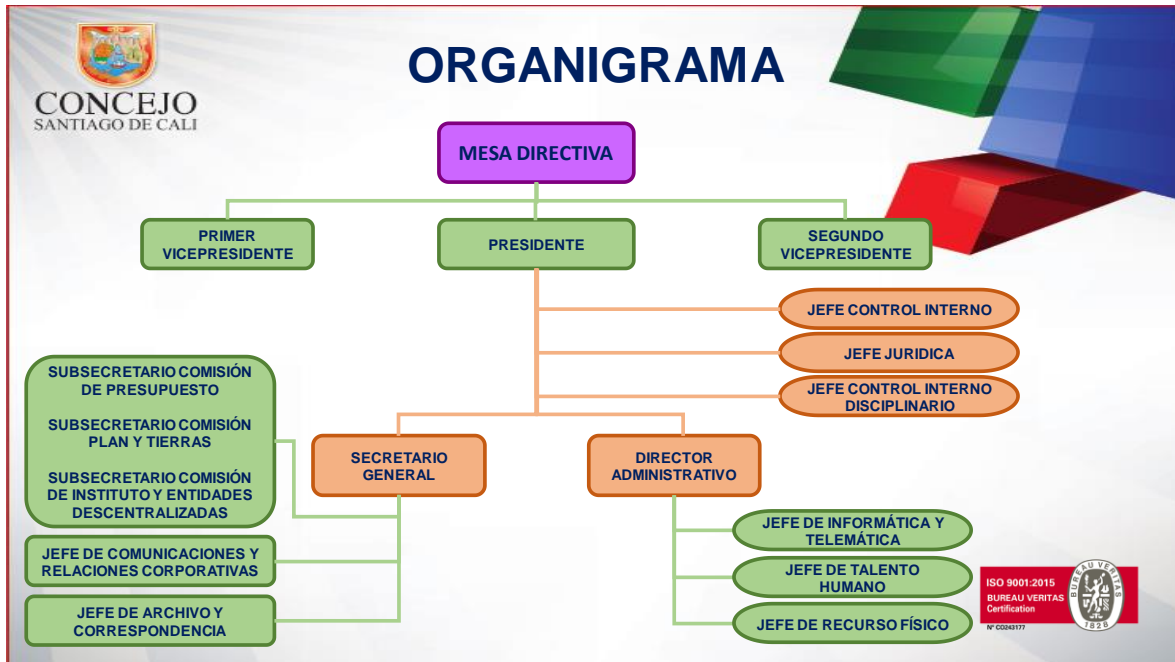 ORGANIGRAMA
CONCEJO
SANTIAGO DE CALI
MESA DIRECTIVA
PRIMER
VICEPRESIDENTE
PRESIDENTE
SEGUNDO
VICEPRESIDENTE
JEFE CONTROL INTERNO
JEFE JURIDICA
JEFE CONTROL INTERNO
DISCIPLINARIO
SUBSECRETARIO COMISIÓN
DE PRESUPUESTO
SUBSECRETARIO COMISIÓN
PLAN Y TIERRAS
SUBSECRETARIO COMISIÓN
DE INSTITUTO Y ENTIDADES
DESCENTRALIZADAS
SECRETARIO
GENERAL
DIRECTOR
ADMINISTRATIVO
JEFE DE COMUNICACIONES Y
RELACIONES CORPORATIVAS
JEFE DE ARCHIVO Y
CORRESPONDENCIA
JEFE DE INFORMÁTICA Y
TELEMÁTICA
JEFE DE TALENTO
HUMANO
JEFE DE RECURSO FÍSICO
ISO 9001:2015
BUREAU VERITAS
Certification
N° CO243177
BUREAU VERITAS
1828